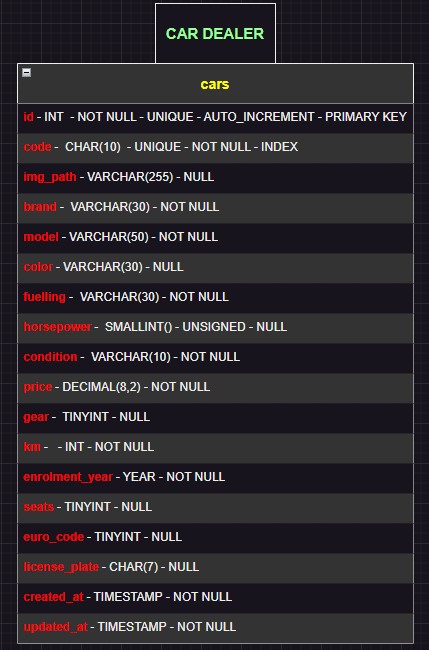 CAR DEALER
cars
id - INT - NOT NULL - UNIQUE - AUTO_INCREMENT - PRIMARY KEY
code - CHAR(10) - UNIQUE - NOT NULL - INDEX
img_path - VARCHAR(255) - NULL
brand - VARCHAR(30) - NOT NULL
model - VARCHAR(50) - NOT NULL
color - VARCHAR(30) - NULL
fuelling - VARCHAR(30) - NOT NULL
horsepower - SMALLINT() - UNSIGNED - NULL
condition - VARCHAR(10) - NOT NULL
price - DECIMAL(8,2) - NOT NULL
gear - TINYINT - NULL
km - - INT - NOT NULL
enrolment_year - YEAR - NOT NULL
seats - TINYINT - NULL
euro_code - TINYINT - NULL
license_plate - CHAR(7) - NULL
created_at - TIMESTAMP - NOT NULL
updated_at - TIMESTAMP - NOT NULL